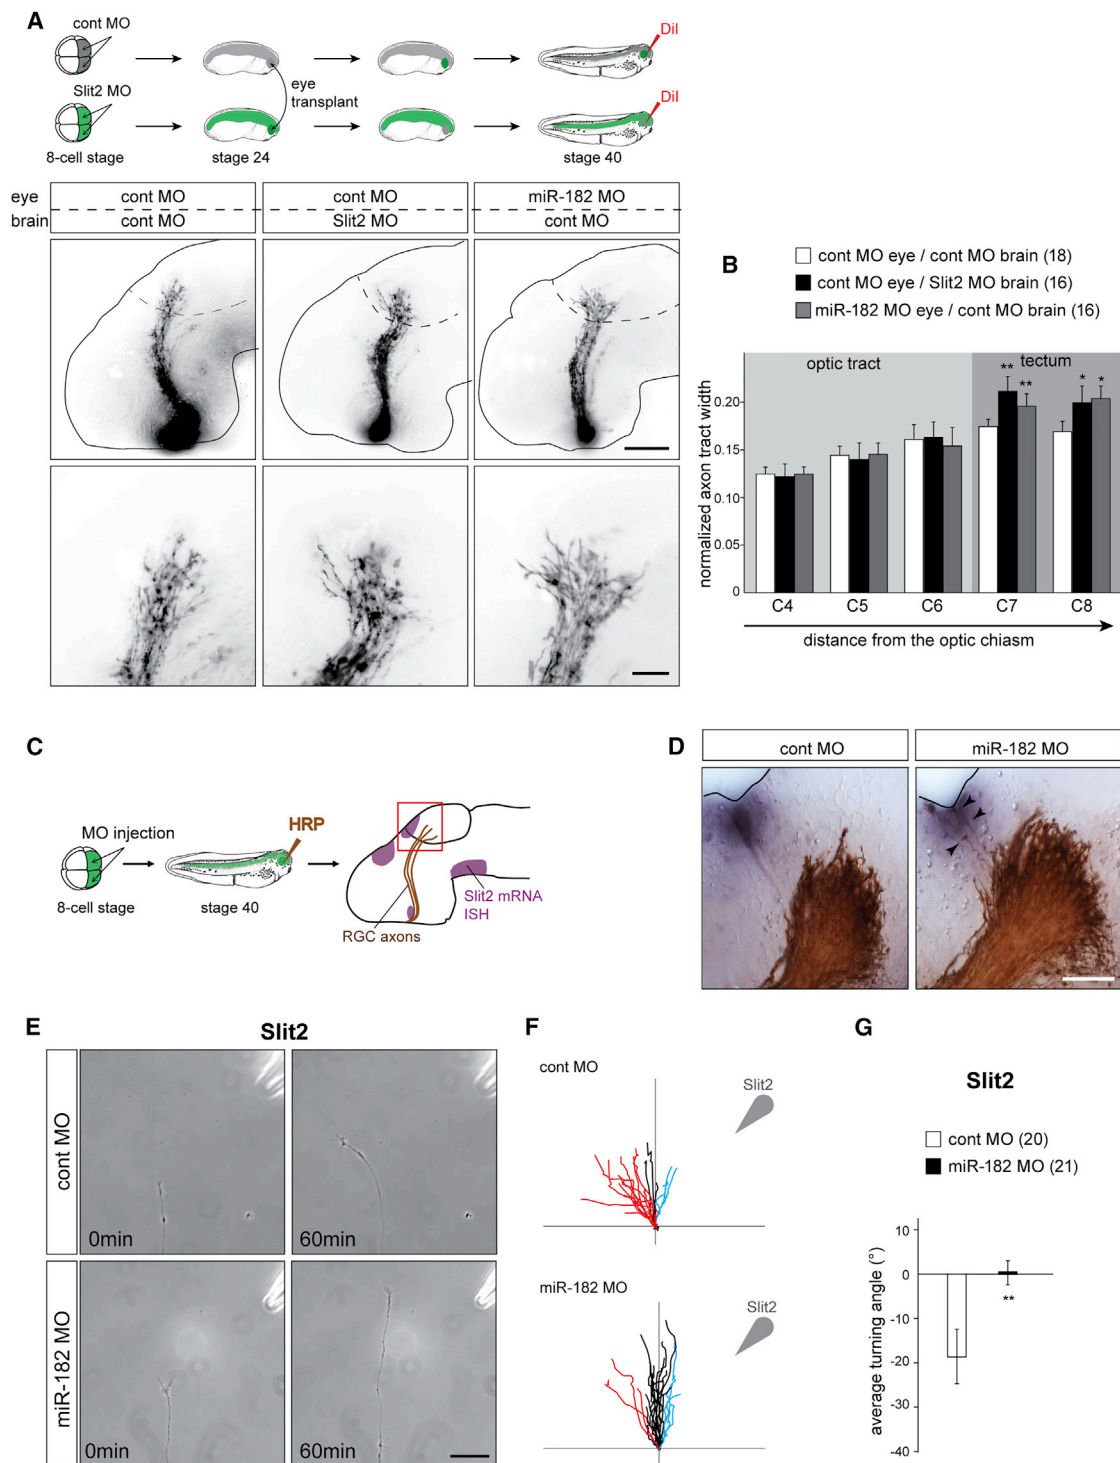 A
cont MO
Slit2 MO
8-cell stage
eye
transplant
stage 24
DiI
DiI
stage 40
eye
brain
cont MO
cont MO
cont MO
Slit2 MO
miR-182 MO
cont MO
B
cont MO eye / cont MO brain (18)
cont MO eye / Slit2 MO brain (16)
miR-182 MO eye / cont MO brain (16)
optic tract
tectum
normalized axon tract width
0.20
0.15
0.10
0.05
0
**
**
*
*
C4
C5
C6
C7
C8
distance from the optic chiasm
C
MO injection
8-cell stage
HRP
stage 40
RGC axons
Slit2 mRNA
ISH
D
cont MO
miR-182 MO
E
Slit2
cont MO
0min
60min
miR-182 MO
0min
60min
F
cont MO
Slit2
miR-182 MO
Slit2
G
Slit2
cont MO (20)
miR-182 MO (21)
average turning angle (°)
10
0
-10
-20
-30
-40
**